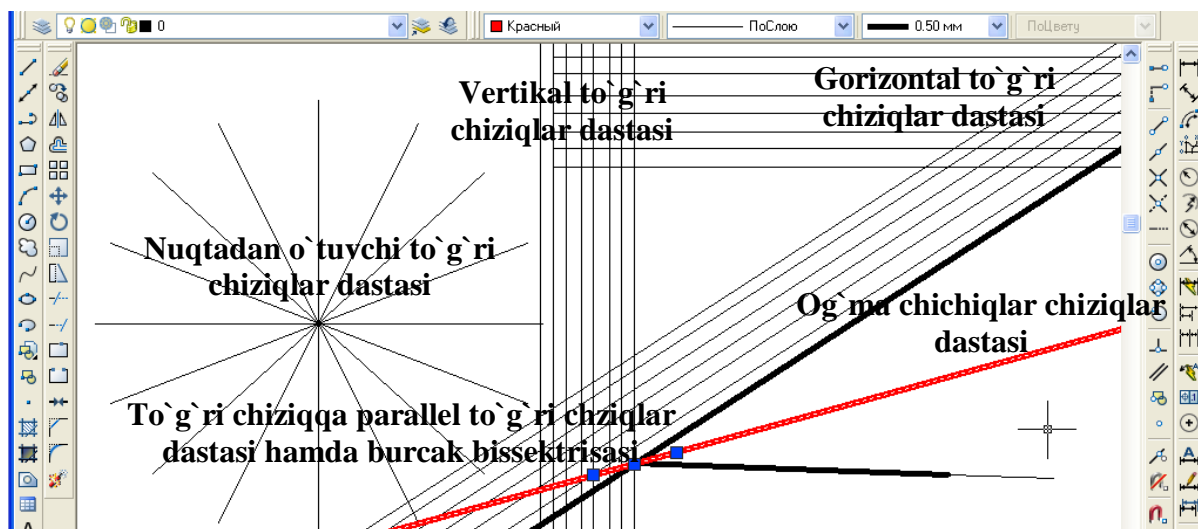 0
Красный
ПоСлою
0.50 мм
ПоЦвету
Vertikal to`g`ri
chiziqlar dastasi
Gorizontal to`g`ri
chiziqlar dastasi
Nuqtadan o`tuvchi to`g`ri
chiziqlar dastasi
Og`ma chichiqlar chiziqlar
dastasi
To`g`ri chiziqqa parallel to`g`ri chziqlar
dastasi hamda burcak bissektrisasi